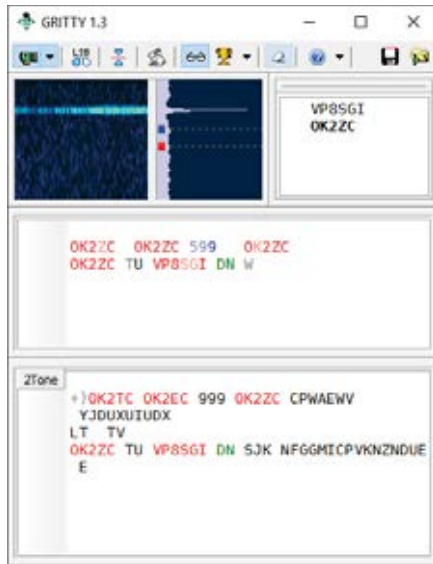 GRITTY 1.3
VP8SGI
OK2ZC
OK2ZC OK2ZC 599 OK2ZC
OK2ZC TU VP8SGI DN W
2Tone
+)OK2TC OK2EC 999 OK2ZC CPWAEWV
YJDUXUIUDX
LT TV
OK2ZC TU VP8SGI DN SJK NFGGMICPVKNZNDUE
E